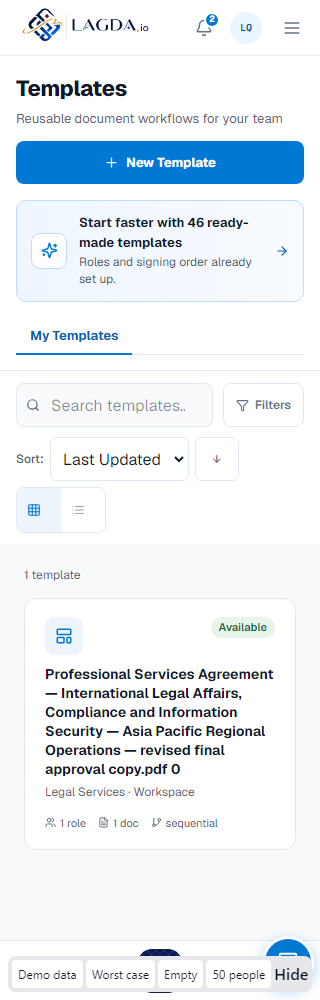 LAGDA.io
2
LQ
Templates
Reusable document workflows for your team
+ New Template
Start faster with 46 ready-
made templates
Roles and signing order already
set up.
My Templates
Search templates..
Filters
Sort:
Last Updated
1 template
Available
Professional Services Agreement
— International Legal Affairs,
Compliance and Information
Security — Asia Pacific Regional
Operations — revised final
approval copy.pdf 0
Legal Services · Workspace
1 role
1 doc
sequential
Demo data
Worst case
Empty
50 people
Hide